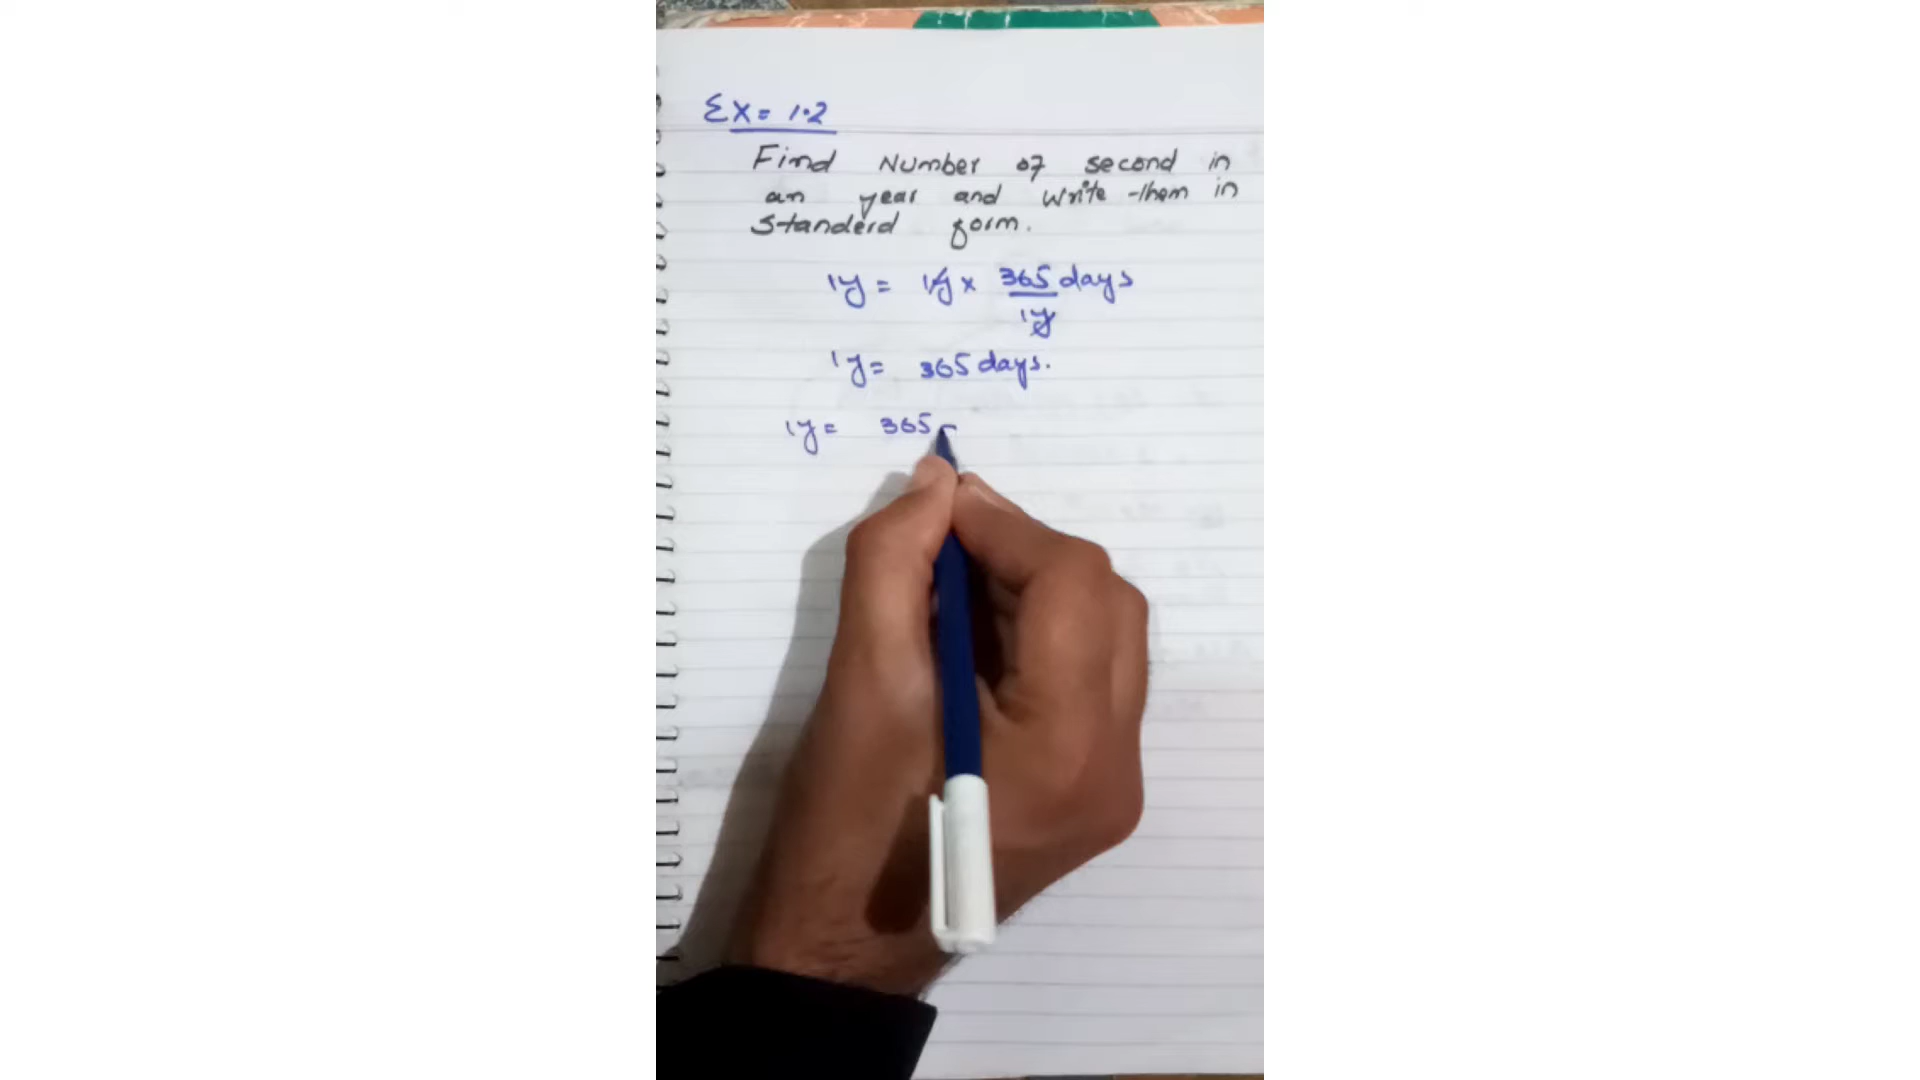 Ex = 1.2
Find Number of second in
an year and write them in
standerd form.
1y = 1y x 365 days
1y
1y = 365 days.
1y = 365